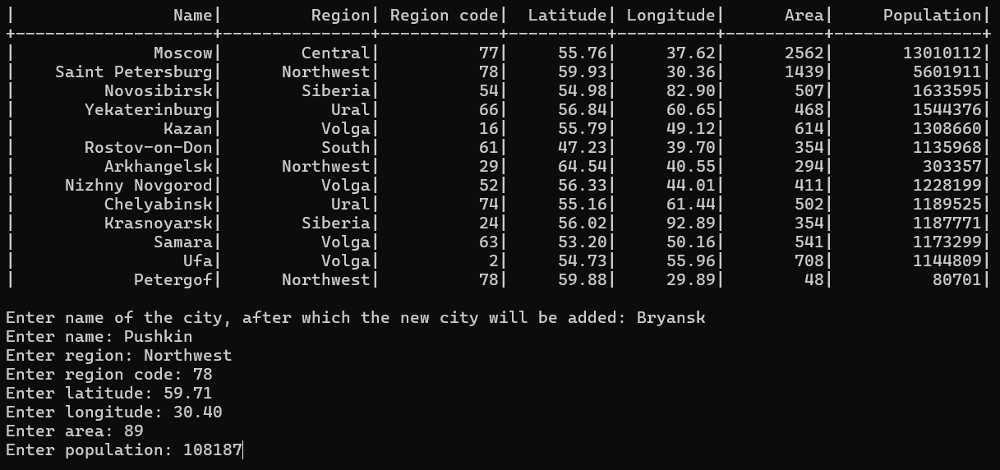 |                Name|         Region| Region code|  Latitude| Longitude|      Area|     Population|
+--------------------+---------------+------------+----------+----------+----------+---------------+
|              Moscow|        Central|          77|     55.76|     37.62|      2562|       13010112|
|    Saint Petersburg|      Northwest|          78|     59.93|     30.36|      1439|        5601911|
|         Novosibirsk|        Siberia|          54|     54.98|     82.90|       507|        1633595|
|       Yekaterinburg|           Ural|          66|     56.84|     60.65|       468|        1544376|
|               Kazan|          Volga|          16|     55.79|     49.12|       614|        1308660|
|       Rostov-on-Don|          South|          61|     47.23|     39.70|       354|        1135968|
|         Arkhangelsk|      Northwest|          29|     64.54|     40.55|       294|         303357|
|     Nizhny Novgorod|          Volga|          52|     56.33|     44.01|       411|        1228199|
|         Chelyabinsk|           Ural|          74|     55.16|     61.44|       502|        1189525|
|         Krasnoyarsk|        Siberia|          24|     56.02|     92.89|       354|        1187771|
|              Samara|          Volga|          63|     53.20|     50.16|       541|        1173299|
|                 Ufa|          Volga|           2|     54.73|     55.96|       708|        1144809|
|            Petergof|      Northwest|          78|     59.88|     29.89|        48|          80701|
Enter name of the city, after which the new city will be added: Bryansk
Enter name: Pushkin
Enter region: Northwest
Enter region code: 78
Enter latitude: 59.71
Enter longitude: 30.40
Enter area: 89
Enter population: 108187